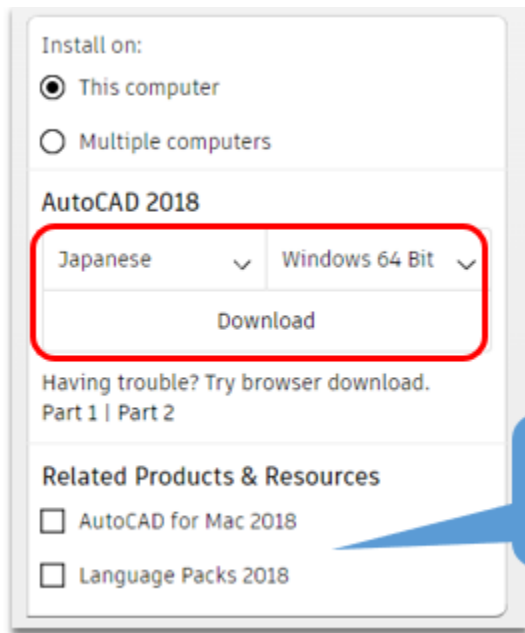 Install on:
This computer
Multiple computers
AutoCAD 2018
Japanese Windows 64 Bit
Download
Having trouble? Try browser download.
Part 1 | Part 2
Related Products & Resources
AutoCAD for Mac 2018
Language Packs 2018